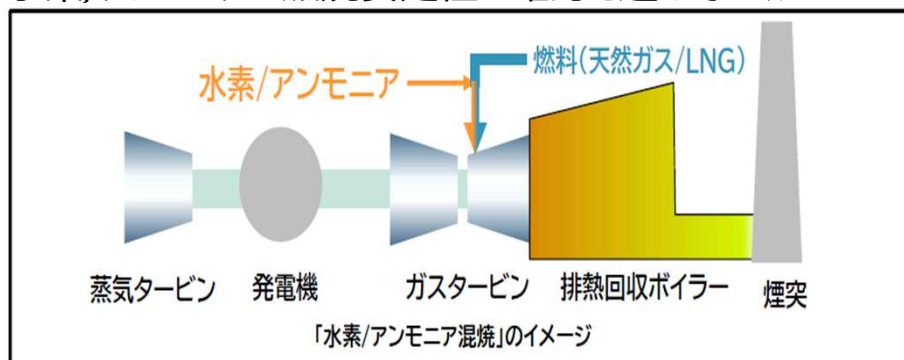 燃料(天然ガス/LNG)
水素/アンモニア
蒸気タービン
発電機
ガスタービン
排熱回収ボイラー
煙突
「水素/アンモニア混焼」のイメージ